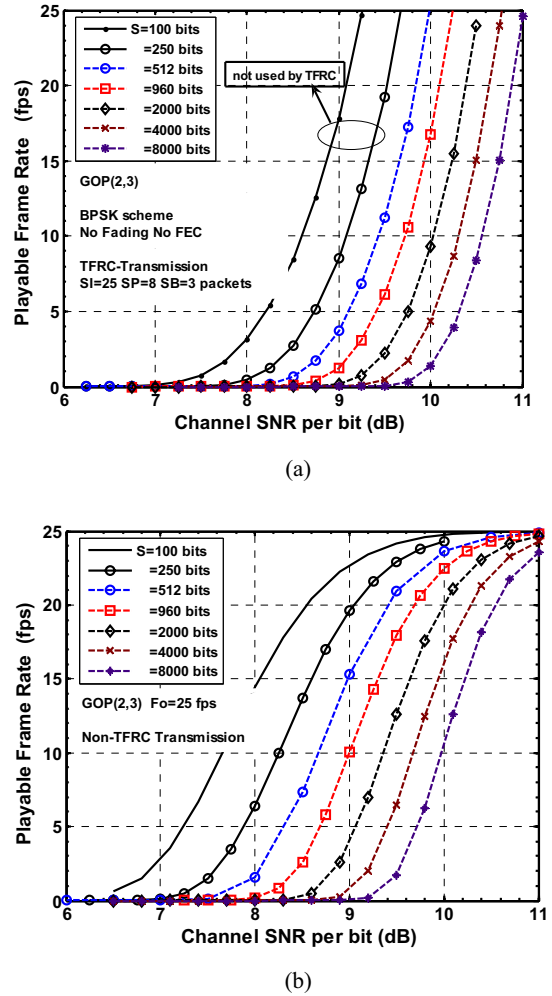 25
20
15
10
5
0
Playable Frame Rate (fps)
S=100 bits
=250 bits
=512 bits
=960 bits
=2000 bits
=4000 bits
=8000 bits
not used by TFRC
GOP(2,3)
BPSK scheme
No Fading No FEC
TFRC-Transmission
SI=25 SP=8 SB=3 packets
6 7 8 9 10 11
Channel SNR per bit (dB)
(a)
25
20
15
10
5
0
Playable Frame Rate (fps)
S=100 bits
=250 bits
=512 bits
=960 bits
=2000 bits
=4000 bits
=8000 bits
GOP(2,3) Fo=25 fps
Non-TFRC Transmission
6 7 8 9 10 11
Channel SNR per bit (dB)
(b)